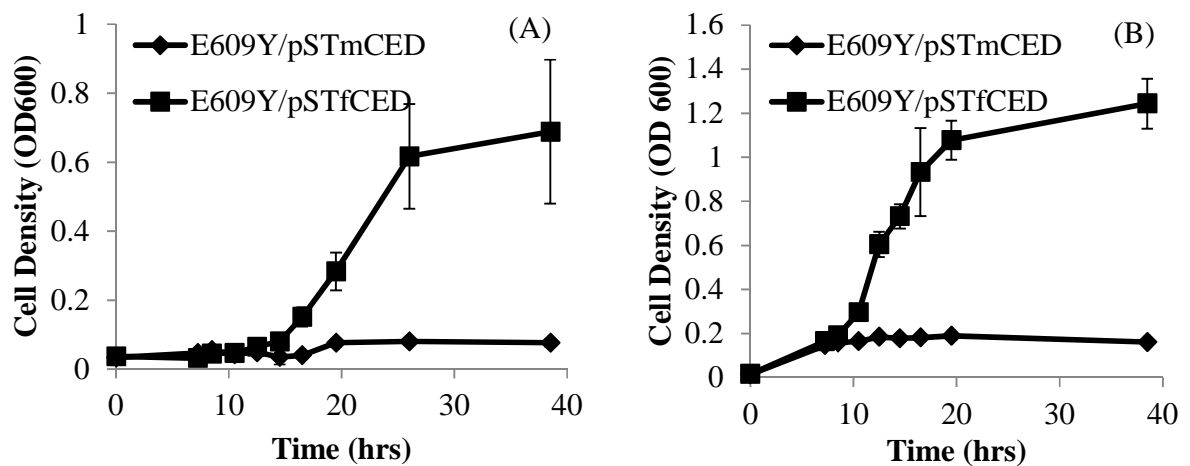 (A)
E609Y/pSTmCED
E609Y/pSTfCED
Cell Density (OD600)
1
0.8
0.6
0.4
0.2
0
0
10
20
30
40
Time (hrs)
(B)
E609Y/pSTmCED
E609Y/pSTfCED
Cell Density (OD 600)
1.6
1.4
1.2
1
0.8
0.6
0.4
0.2
0
0
10
20
30
40
Time (hrs)